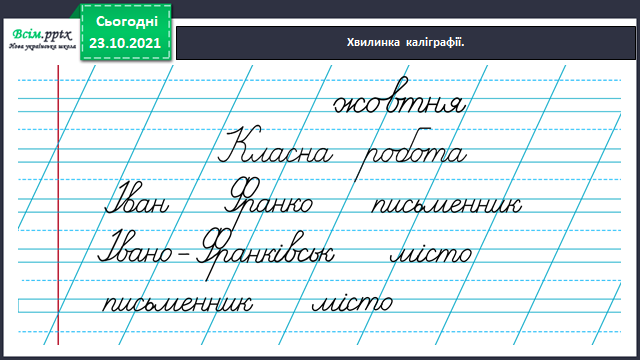 Всім.pptx
Нова українська школа
Сьогодні
23.10.2021
Хвилинка каліграфії.
жовтня
Класна робота
Іван Франко письменник
Івано-Франківськ місто
письменник місто